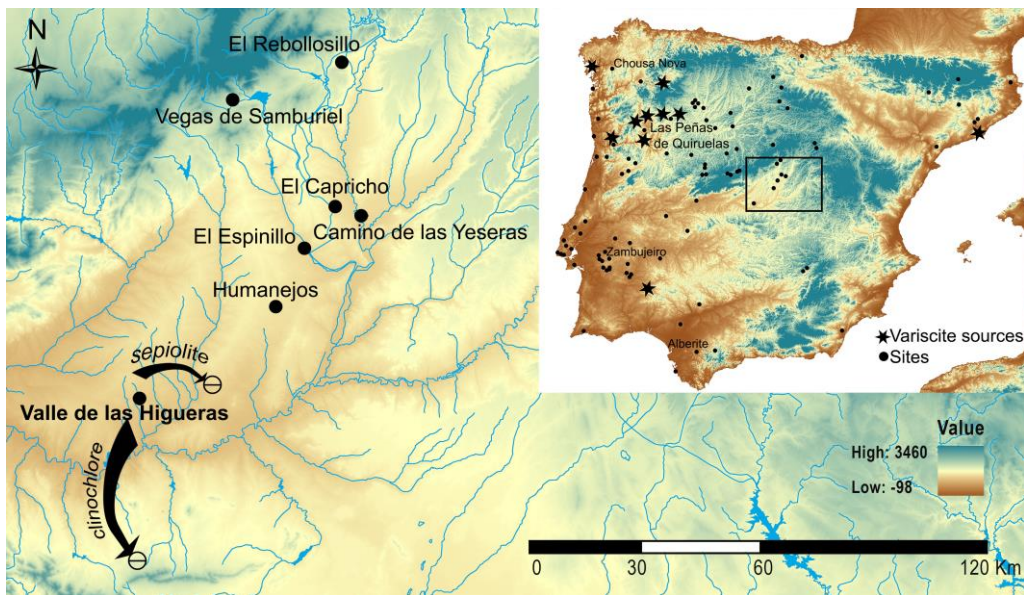 N
El Rebollosillo
Vegas de Samburiel
El Capricho
El Espinillo
Camino de las Yeseras
Humanejos
sepiolite
Valle de las Higueras
clinochlore
Chousa Nova
Las Peñas
de Quiruelas
Zambujeiro
Alberite
Variscite sources
Sites
Value
High: 3460
Low: -98
0 30 60 120 Km